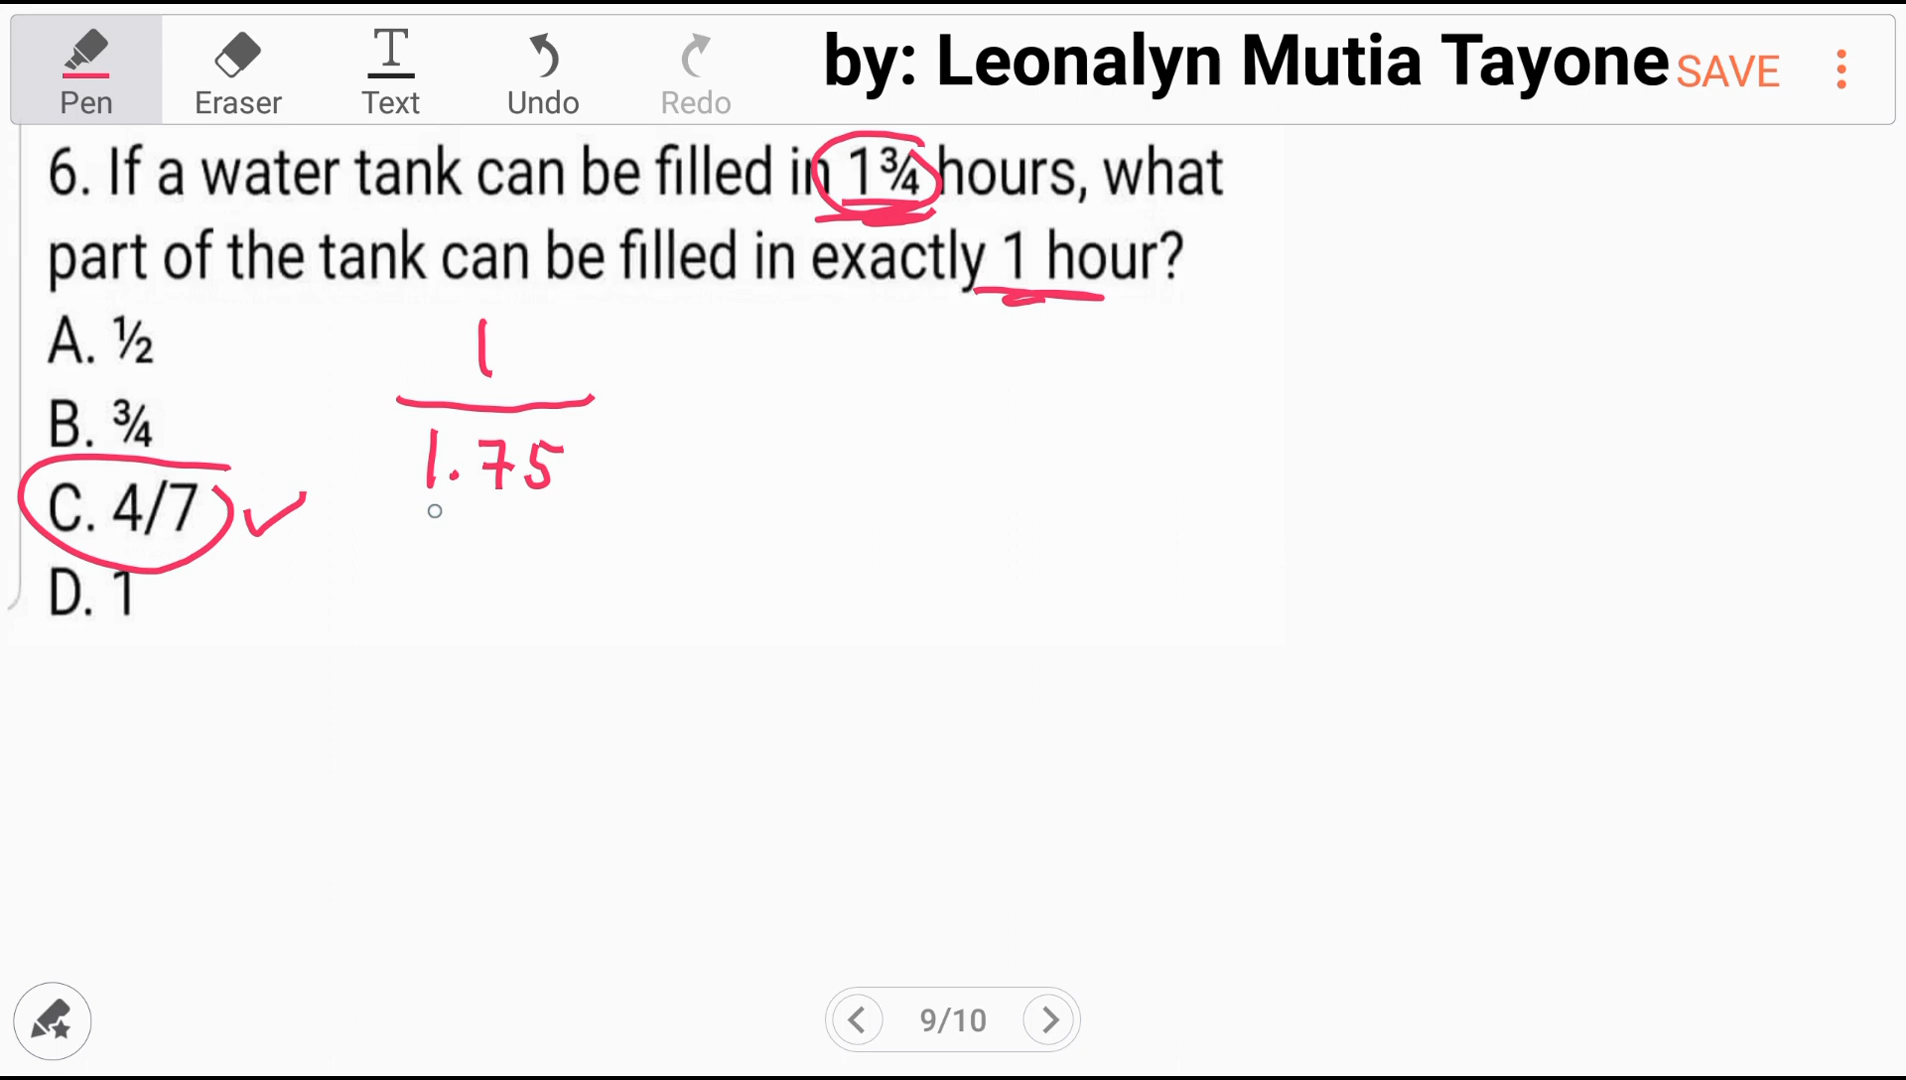 Pen Eraser Text Undo Redo by: Leonalyn Mutia Tayone SAVE
6. If a water tank can be filled in 1¾ hours, what
part of the tank can be filled in exactly 1 hour?
A. ½
B. ¾
C. 4/7
D. 1
1
1.75
9/10